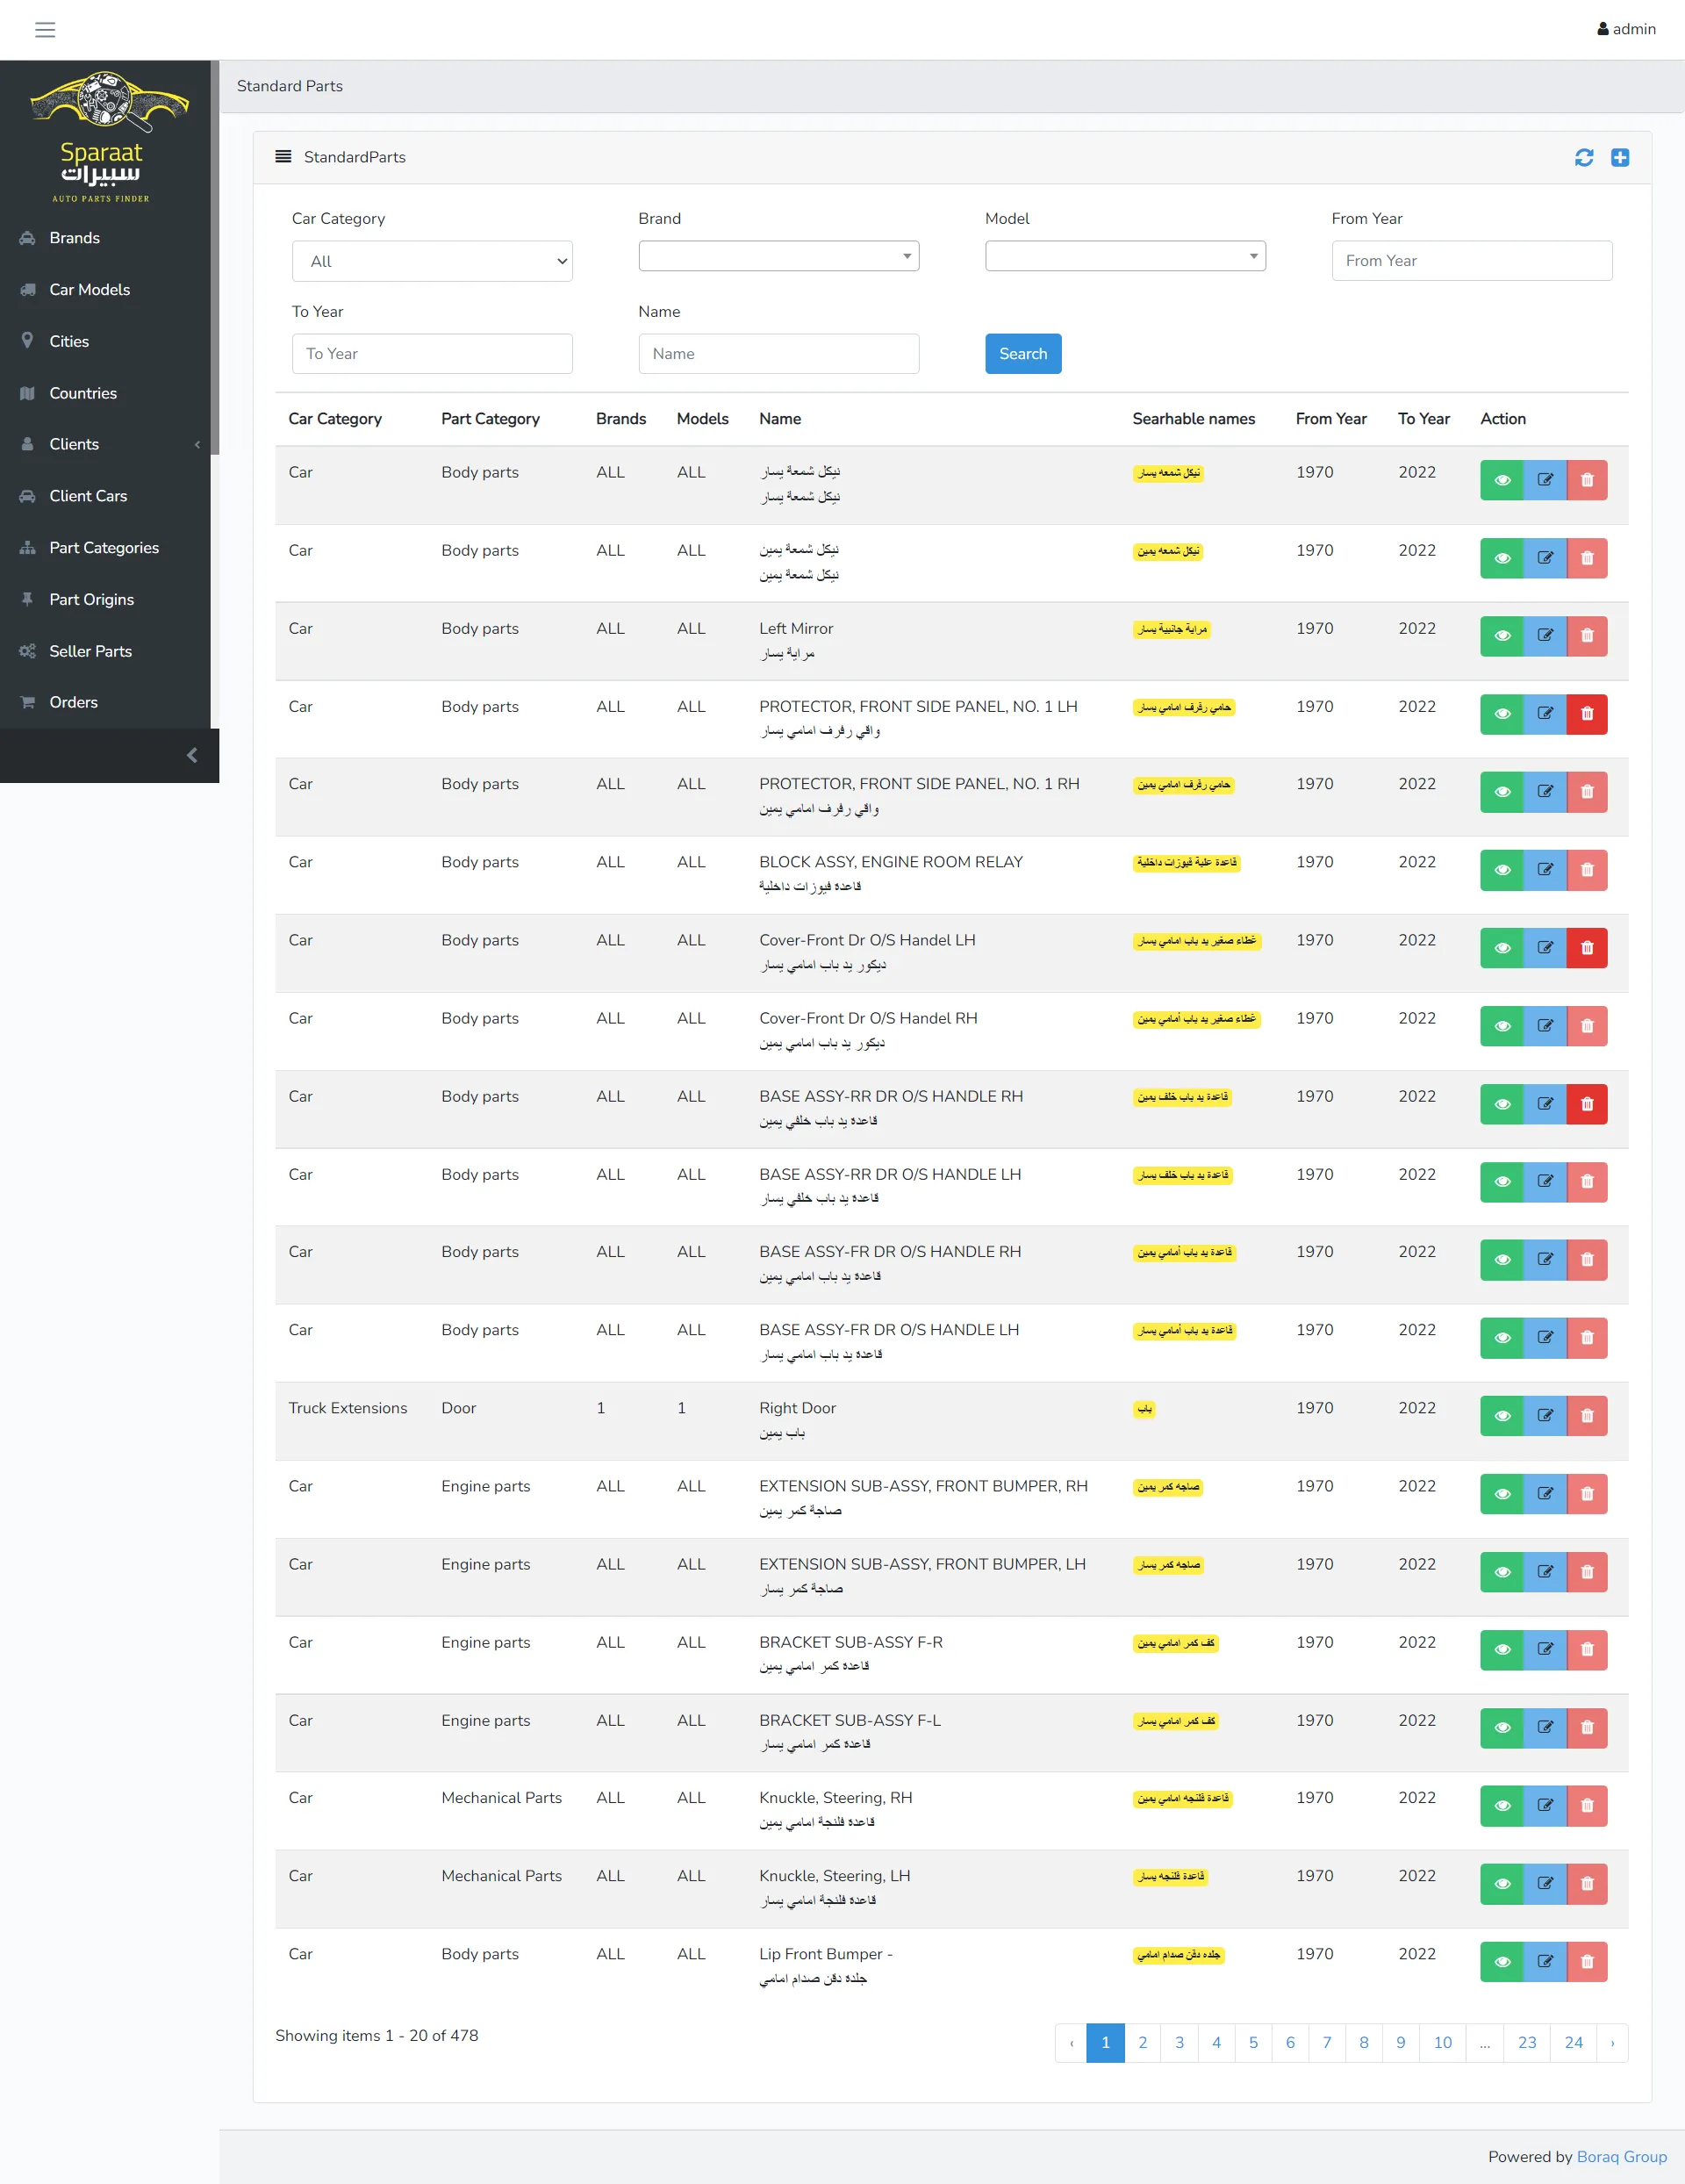 admin
Sparaat
سبيرات
AUTO PARTS FINDER
Brands
Car Models
Cities
Countries
Clients
Client Cars
Part Categories
Part Origins
Seller Parts
Orders
Standard Parts
StandardParts
Car Category Brand Model From Year
All From Year
To Year Name
To Year Name Search
Car Category Part Category Brands Models Name Searhable names From Year To Year Action
Car Body parts ALL ALL نيكل شمعة يسار نيكل شمعه يسار 1970 2022
نيكل شمعة يسار
Car Body parts ALL ALL نيكل شمعة يمين نيكل شمعه يمين 1970 2022
نيكل شمعة يمين
Car Body parts ALL ALL Left Mirror مراية جانبية يسار 1970 2022
مراية يسار
Car Body parts ALL ALL PROTECTOR, FRONT SIDE PANEL, NO. 1 LH حامي رفرف امامي يسار 1970 2022
واقي رفرف امامي يسار
Car Body parts ALL ALL PROTECTOR, FRONT SIDE PANEL, NO. 1 RH حامي رفرف امامي يمين 1970 2022
واقي رفرف امامي يمين
Car Body parts ALL ALL BLOCK ASSY, ENGINE ROOM RELAY قاعدة علبة فيوزات داخلية 1970 2022
قاعدة فيوزات داخلية
Car Body parts ALL ALL Cover-Front Dr O/S Handel LH غطاء صغير يد باب امامي يسار 1970 2022
ديكور يد باب امامي يسار
Car Body parts ALL ALL Cover-Front Dr O/S Handel RH غطاء صغير يد باب أمامي يمين 1970 2022
ديكور يد باب امامي يمين
Car Body parts ALL ALL BASE ASSY-RR DR O/S HANDLE RH قاعدة يد باب خلف يمين 1970 2022
قاعدة يد باب خلفي يمين
Car Body parts ALL ALL BASE ASSY-RR DR O/S HANDLE LH قاعدة يد باب خلف يسار 1970 2022
قاعدة يد باب خلفي يسار
Car Body parts ALL ALL BASE ASSY-FR DR O/S HANDLE RH قاعدة يد باب أمامي يمين 1970 2022
قاعدة يد باب امامي يمين
Car Body parts ALL ALL BASE ASSY-FR DR O/S HANDLE LH قاعدة يد باب أمامي يسار 1970 2022
قاعدة يد باب امامي يسار
Truck Extensions Door 1 1 Right Door باب 1970 2022
باب يمين
Car Engine parts ALL ALL EXTENSION SUB-ASSY, FRONT BUMPER, RH صاجه كمر يمين 1970 2022
صاجة كمر يمين
Car Engine parts ALL ALL EXTENSION SUB-ASSY, FRONT BUMPER, LH صاجه كمر يسار 1970 2022
صاجة كمر يسار
Car Engine parts ALL ALL BRACKET SUB-ASSY F-R كف كمر امامي يمين 1970 2022
قاعدة كمر امامي يمين
Car Engine parts ALL ALL BRACKET SUB-ASSY F-L كف كمر امامي يسار 1970 2022
قاعدة كمر امامي يسار
Car Mechanical Parts ALL ALL Knuckle, Steering, RH قاعدة فلنجه امامي يمين 1970 2022
قاعدة فلنجة امامي يمين
Car Mechanical Parts ALL ALL Knuckle, Steering, LH قاعدة فلنجه يسار 1970 2022
قاعدة فلنجة امامي يسار
Car Body parts ALL ALL Lip Front Bumper - جلده دقن صدام امامي 1970 2022
جلدة دقن صدام امامي
Showing items 1 - 20 of 478
‹ 1 2 3 4 5 6 7 8 9 10 ... 23 24 ›
Powered by Boraq Group